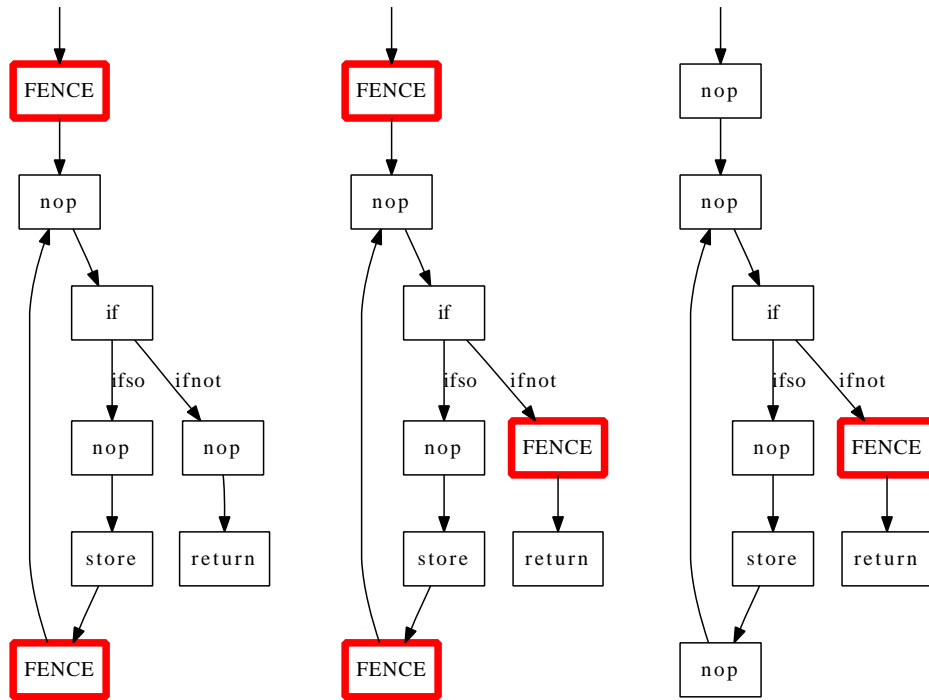 FENCE
nop
if
ifso ifnot
nop nop
store return
FENCE
FENCE
nop
if
ifso ifnot
nop FENCE
store return
FENCE
nop
nop
if
ifso ifnot
nop FENCE
store return
nop